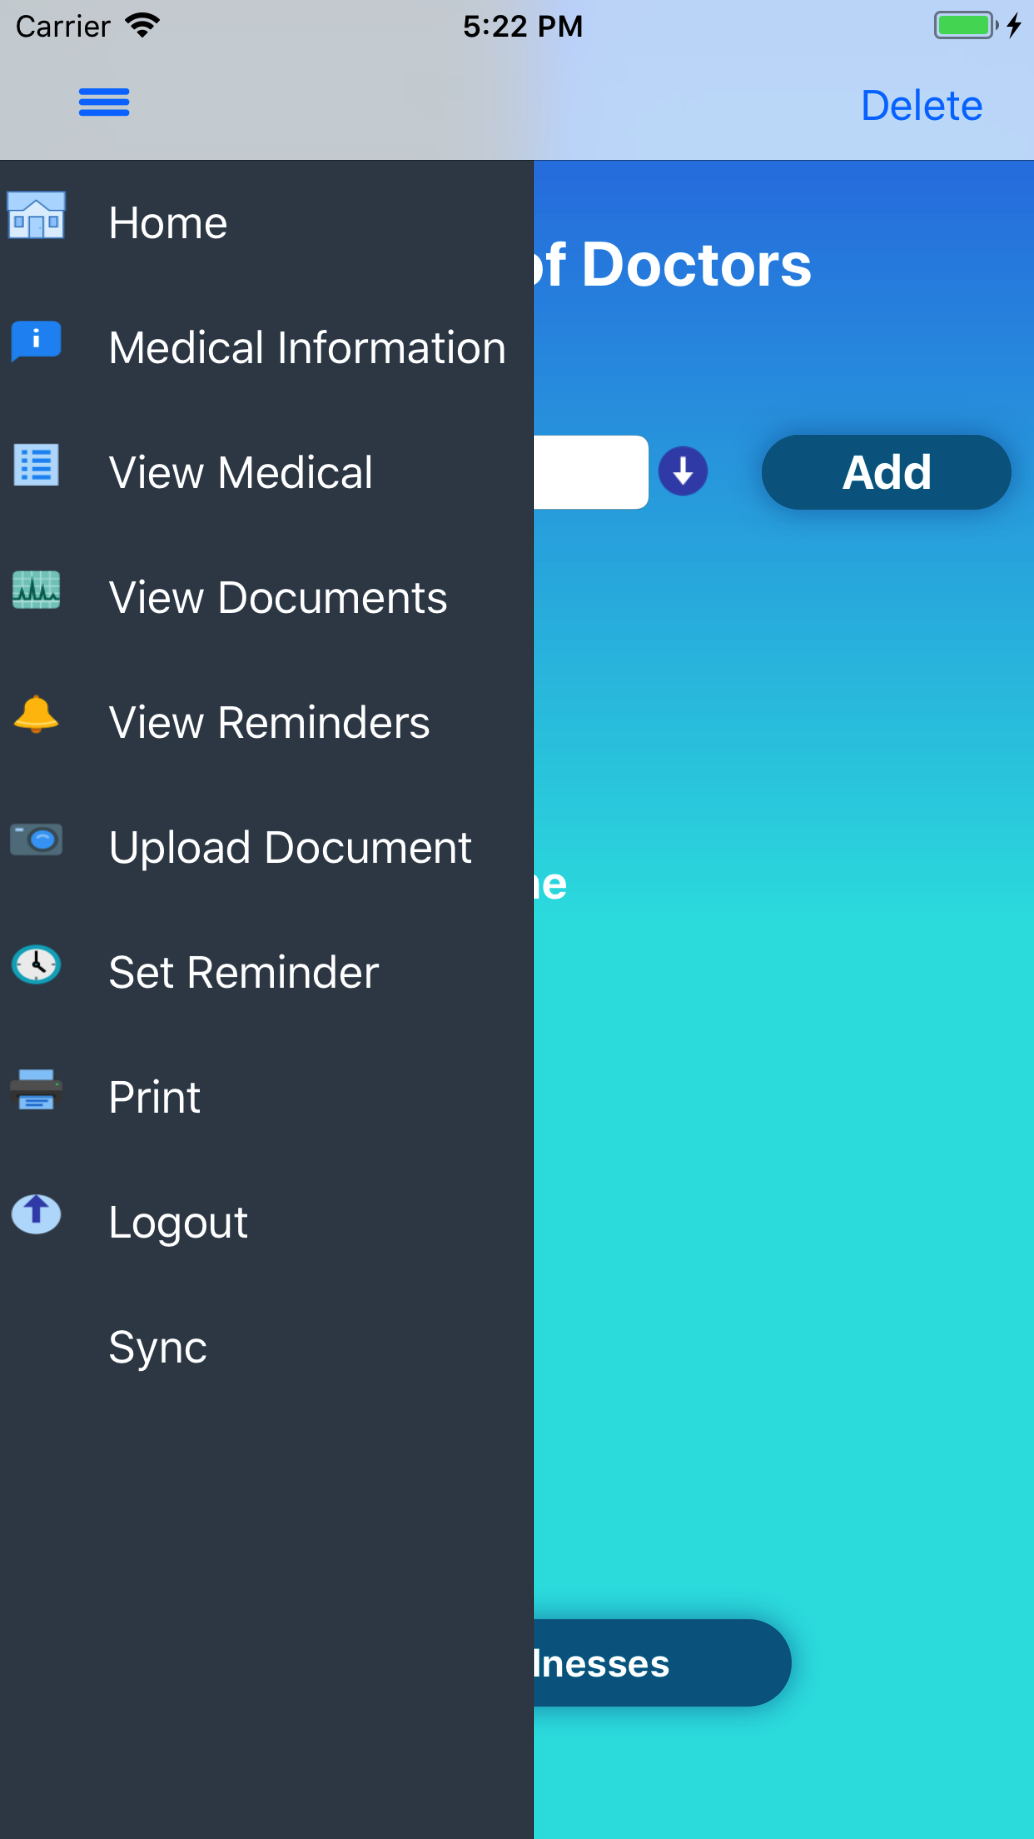 Carrier 5:22 PM
Delete
Home
of Doctors
Medical Information
View Medical
Add
View Documents
View Reminders
Upload Document
Set Reminder
Print
Logout
Sync